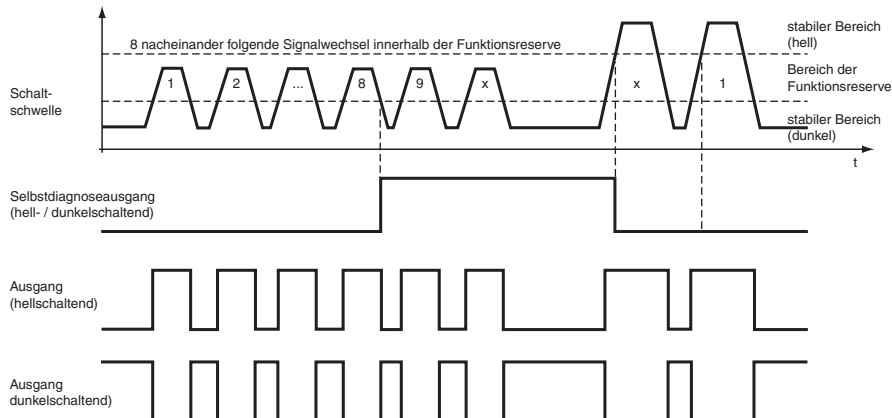 stabiler Bereich
(hell)
8 nacheinander folgende Signalwechsel innerhalb der Funktionsreserve
Bereich der
Funktionsreserve
1 2 ... 8 9 x x 1
Schalt-
schwelle
stabiler Bereich
(dunkel)
t
Selbstdiagnoseausgang
(hell- / dunkelschaltend)
Ausgang
(hellschaltend)
Ausgang
dunkelschaltend)